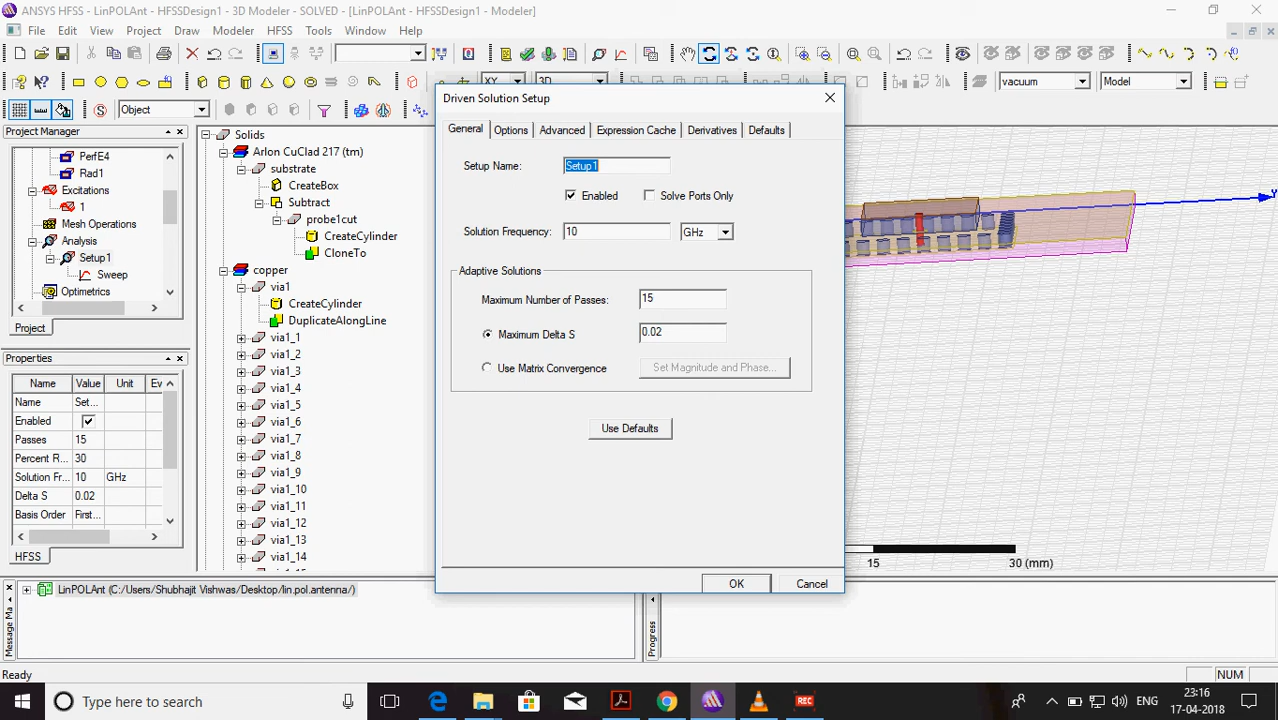 ANSYS HFSS - LinPOLAnt - HFSSDesign1 - 3D Modeler - SOLVED - [LinPOLAnt - HFSSDesign1 - Modeler]
File Edit View Project Draw Modeler HFSS Tools Window Help
XY 3D vacuum Model
Object
Project Manager
PerfE4
Rad1
Excitations
1
Mesh Operations
Analysis
Setup1
Sweep
Optimetrics
Project
Properties
Name Value Unit Ev
Name Set...
Enabled
Passes 15
Percent R... 30
Solution Fr... 10 GHz
Delta S 0.02
Basis Order First...
HFSS
Solids
Arlon CuClad 217 (tm)
substrate
CreateBox
Subtract
probe1cut
CreateCylinder
CloneTo
copper
via1
CreateCylinder
DuplicateAlongLine
via1_1
via1_2
via1_3
via1_4
via1_5
via1_6
via1_7
via1_8
via1_9
via1_10
via1_11
via1_12
via1_13
via1_14
Driven Solution Setup
General Options Advanced Expression Cache Derivatives Defaults
Setup Name: Setup1
Enabled Solve Ports Only
Solution Frequency: 10 GHz
Adaptive Solutions
Maximum Number of Passes: 15
Maximum Delta S 0.02
Use Matrix Convergence Set Magnitude and Phase...
Use Defaults
OK Cancel
15 30 (mm)
Message Ma
LinPOLAnt (C:/Users/Shubhajit Vishwas/Desktop/lin.pol.antenna/)
Progress
Ready
NUM
Type here to search
REC
ENG
23:16
17-04-2018